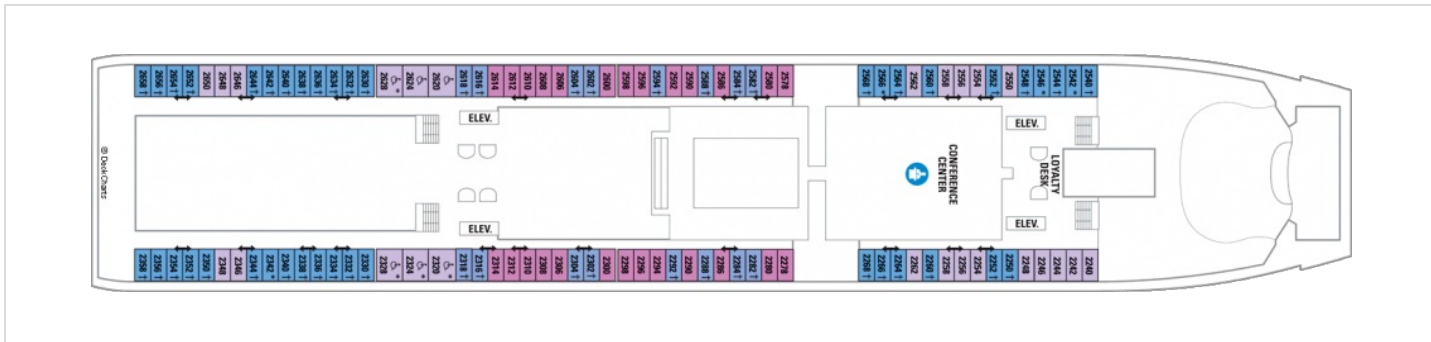 2658† 2656† 2654† 2652† 2650 2648 2646 2644† 2642† 2640† 2638† 2636† 2634† 2632† 2630† 2628* 2624* 2620 2618† 2616† 2614 2612 2610 2608 2606 2604† 2602† 2600 2598 2596 2594† 2592 2590 2588† 2586 2584† 2582† 2580 2578 2568† 2566* 2564† 2562 2560† 2558 2556 2554 2552† 2550 2548† 2546* 2544† 2542* 2540†
ELEV.
ELEV.
© DeckCharts
CONFERENCE
CENTER
LOYALTY
DESK
ELEV.
ELEV.
2358† 2356† 2354† 2352† 2350† 2348 2346 2344† 2342* 2340† 2338† 2336† 2334† 2332† 2330† 2328 2324* 2320* 2318† 2316† 2314 2312 2310 2308 2306 2304† 2302† 2300 2298 2296 2294 2292† 2290 2288† 2286 2284† 2282† 2280 2278 2268† 2266† 2264† 2262 2260† 2258 2256 2254 2252† 2250† 2248 2246 2244 2242 2240